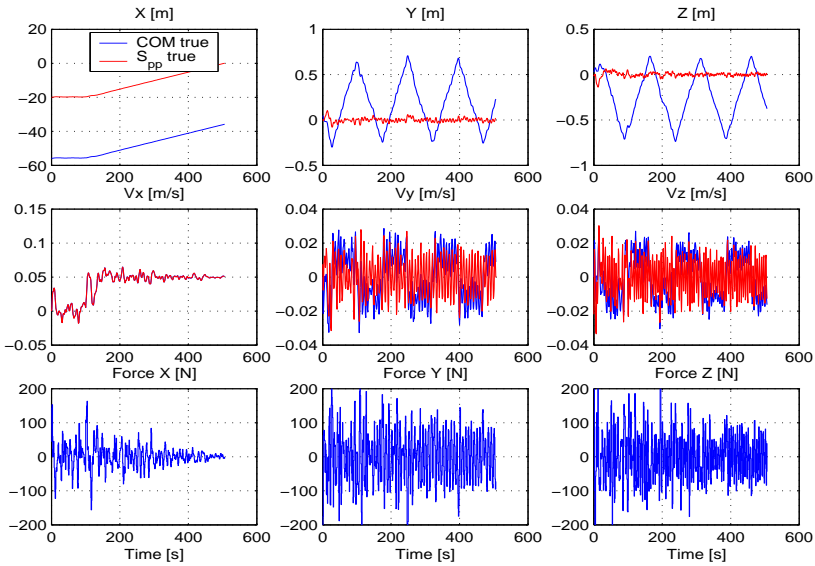 X [m]
Y [m]
Z [m]
20
0
−20
−40
−60
COM true
S_pp true
0 200 400 600
1
0.5
0
−0.5
0 200 400 600
0.5
0
−0.5
−1
0 200 400 600
Vx [m/s]
Vy [m/s]
Vz [m/s]
0.15
0.1
0.05
0
−0.05
0 200 400 600
0.04
0.02
0
−0.02
−0.04
0 200 400 600
0.04
0.02
0
−0.02
−0.04
0 200 400 600
Force X [N]
Force Y [N]
Force Z [N]
200
100
0
−100
−200
0 200 400 600
200
100
0
−100
−200
0 200 400 600
200
100
0
−100
−200
0 200 400 600
Time [s]
Time [s]
Time [s]